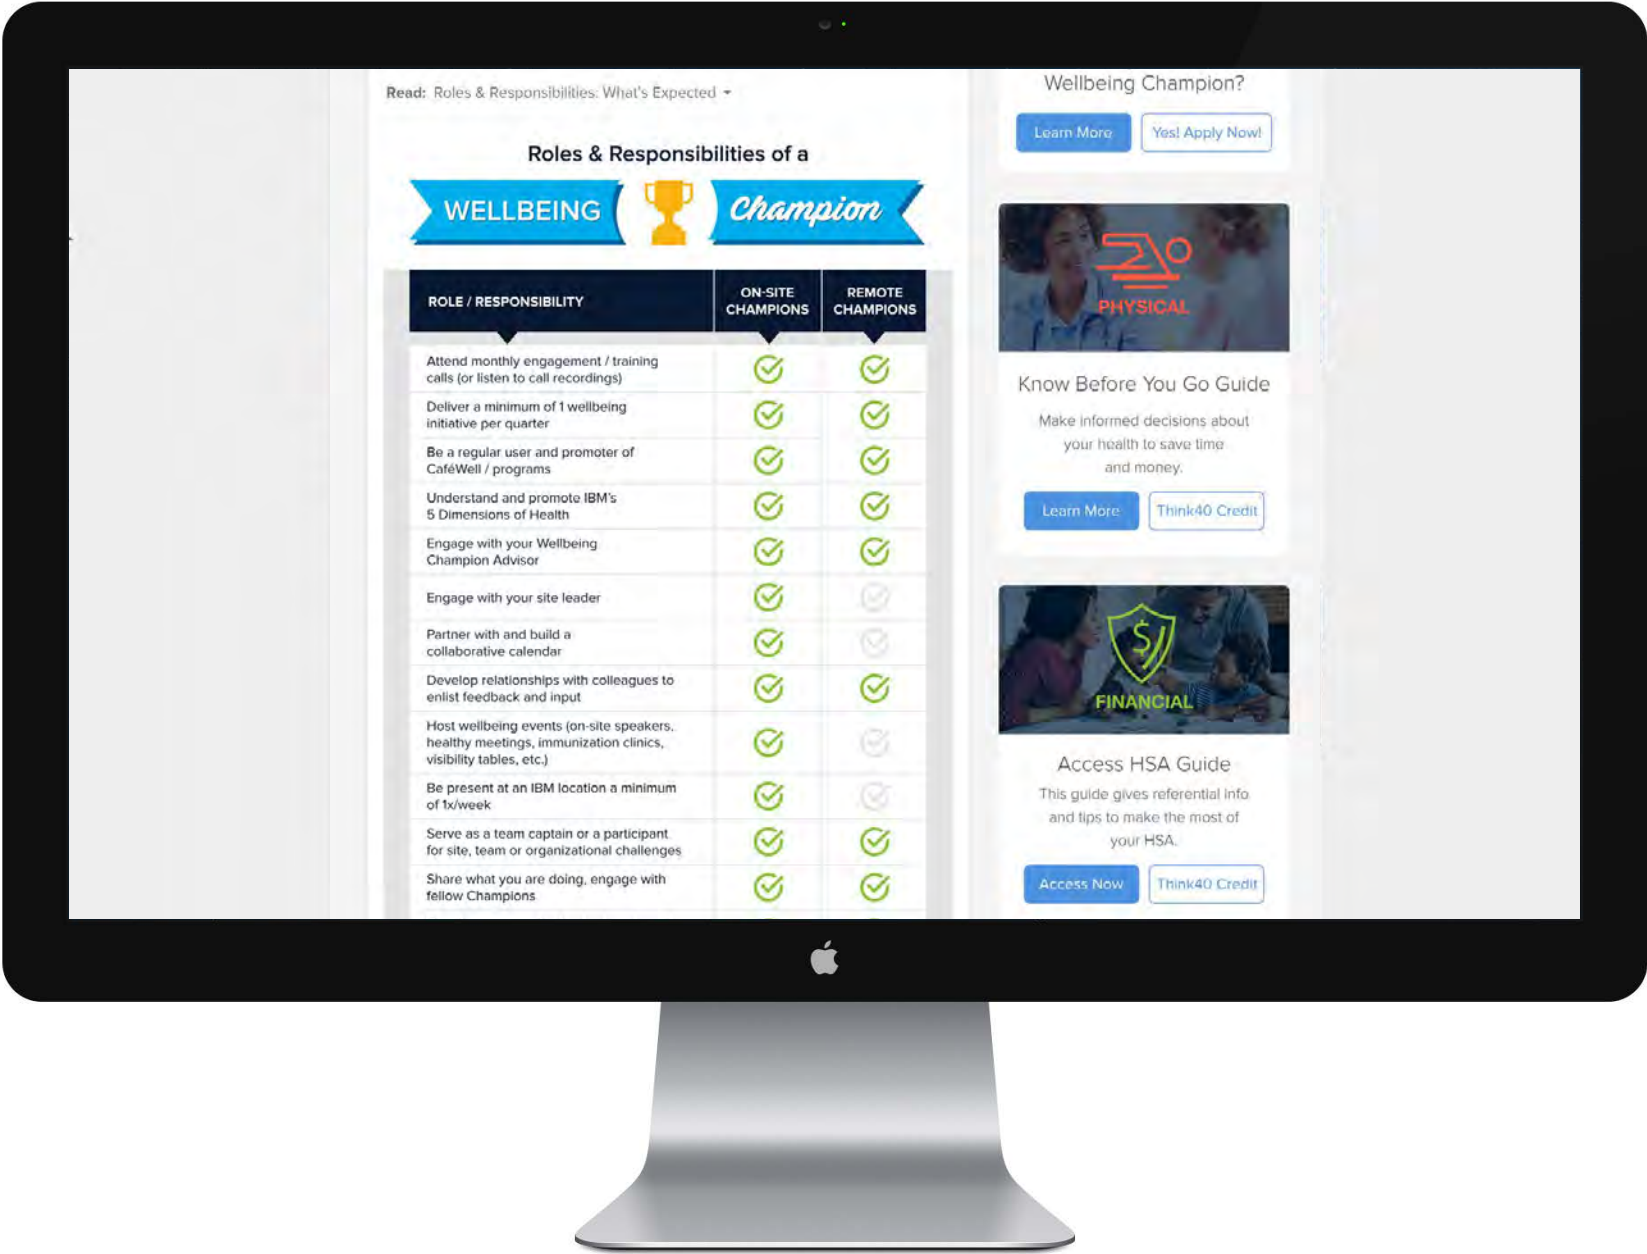 Read: Roles & Responsibilities: What's Expected
Roles & Responsibilities of a
WELLBEING Champion
ROLE / RESPONSIBILITY
ON-SITE
CHAMPIONS
REMOTE
CHAMPIONS
Attend monthly engagement / training
calls (or listen to call recordings)
Deliver a minimum of 1 wellbeing
initiative per quarter
Be a regular user and promoter of
CaféWell / programs
Understand and promote IBM's
5 Dimensions of Health
Engage with your Wellbeing
Champion Advisor
Engage with your site leader
Partner with and build a
collaborative calendar
Develop relationships with colleagues to
enlist feedback and input
Host wellbeing events (on-site speakers,
healthy meetings, immunization clinics,
visibility tables, etc.)
Be present at an IBM location a minimum
of 1x/week
Serve as a team captain or a participant
for site, team or organizational challenges
Share what you are doing, engage with
fellow Champions
Wellbeing Champion?
Learn More
Yes! Apply Now!
PHYSICAL
Know Before You Go Guide
Make informed decisions about
your health to save time
and money.
Learn More
Think40 Credit
FINANCIAL
Access HSA Guide
This guide gives referential info
and tips to make the most of
your HSA.
Access Now
Think40 Credit